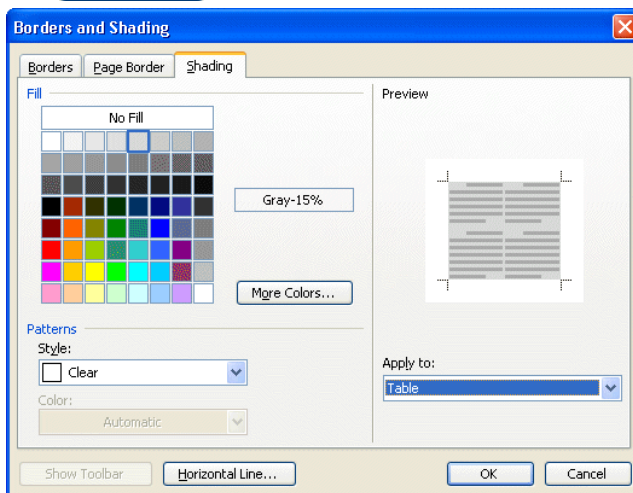 Borders and Shading
Borders
Page Border
Shading
Fill
No Fill
Gray-15%
More Colors...
Patterns
Style:
Clear
Color:
Automatic
Preview
Apply to:
Table
Show Toolbar
Horizontal Line...
OK
Cancel